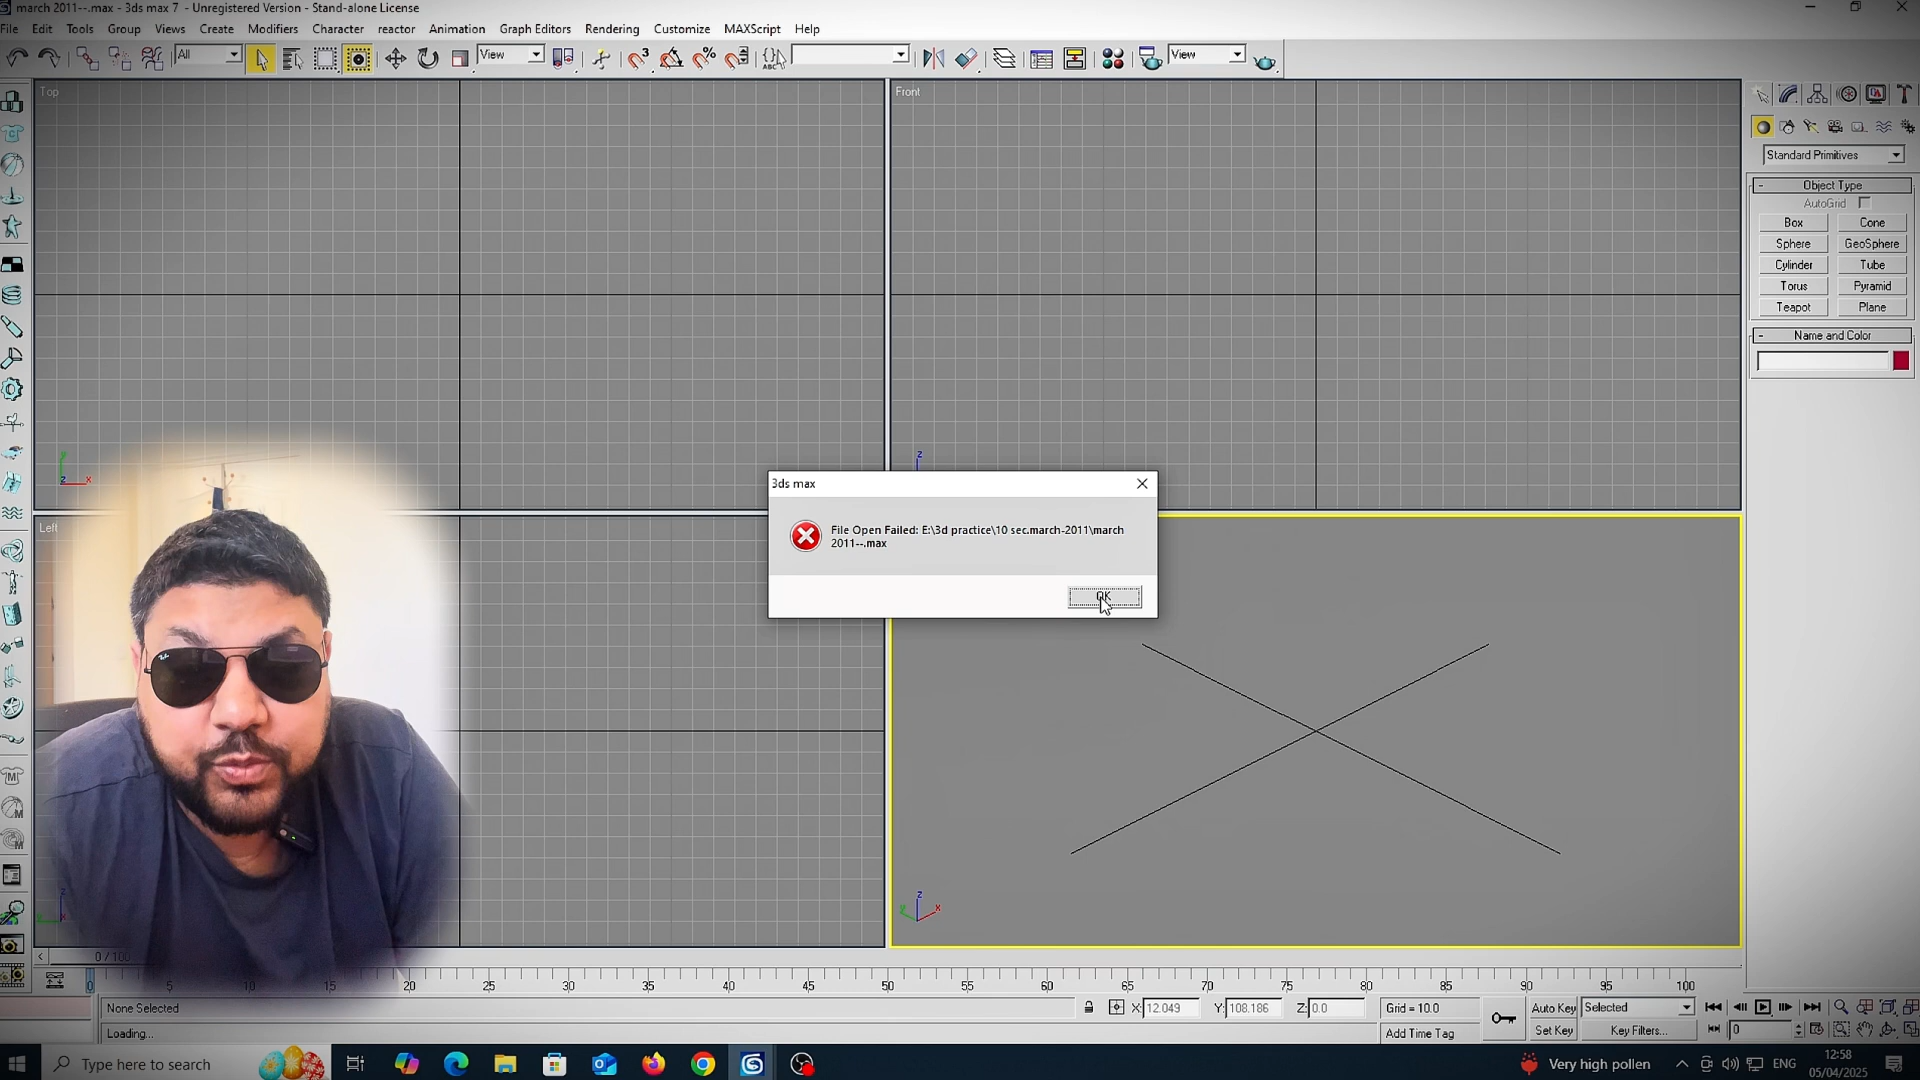 march 2011--.max - 3ds max 7 - Unregistered Version - Stand-alone License
File Edit Tools Group Views Create Modifiers Character reactor Animation Graph Editors Rendering Customize MAXScript Help
All View View
Top
Front
Left
Standard Primitives
Object Type
AutoGrid
Box Cone
Sphere GeoSphere
Cylinder Tube
Torus Pyramid
Teapot Plane
Name and Color
3ds max
File Open Failed: E:\3d practice\10 sec.march-2011\march
2011--.max
OK
Ray-Ban
0 / 100
0 5 10 15 20 25 30 35 40 45 50 55 60 65 70 75 80 85 90 95 100
None Selected X: 12.049 Y: 108.186 Z: 0.0 Grid = 10.0 Auto Key Selected
Loading... Add Time Tag Set Key Key Filters... 0
Type here to search Very high pollen ENG 12:58
05/04/2025